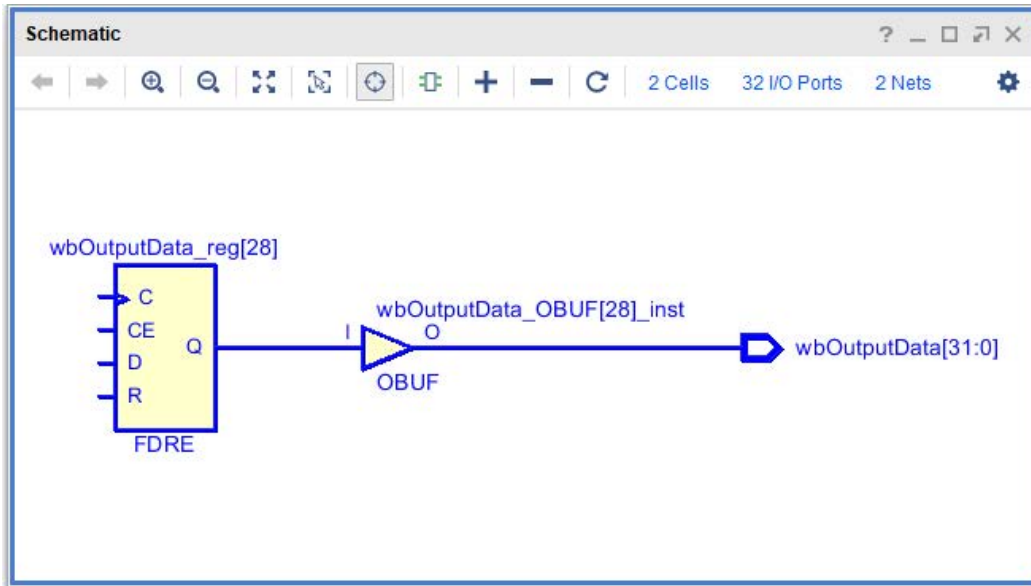 Schematic
2 Cells 32 I/O Ports 2 Nets
wbOutputData_reg[28]
C
CE
D
R
Q
FDRE
wbOutputData_OBUF[28]_inst
I
O
OBUF
wbOutputData[31:0]